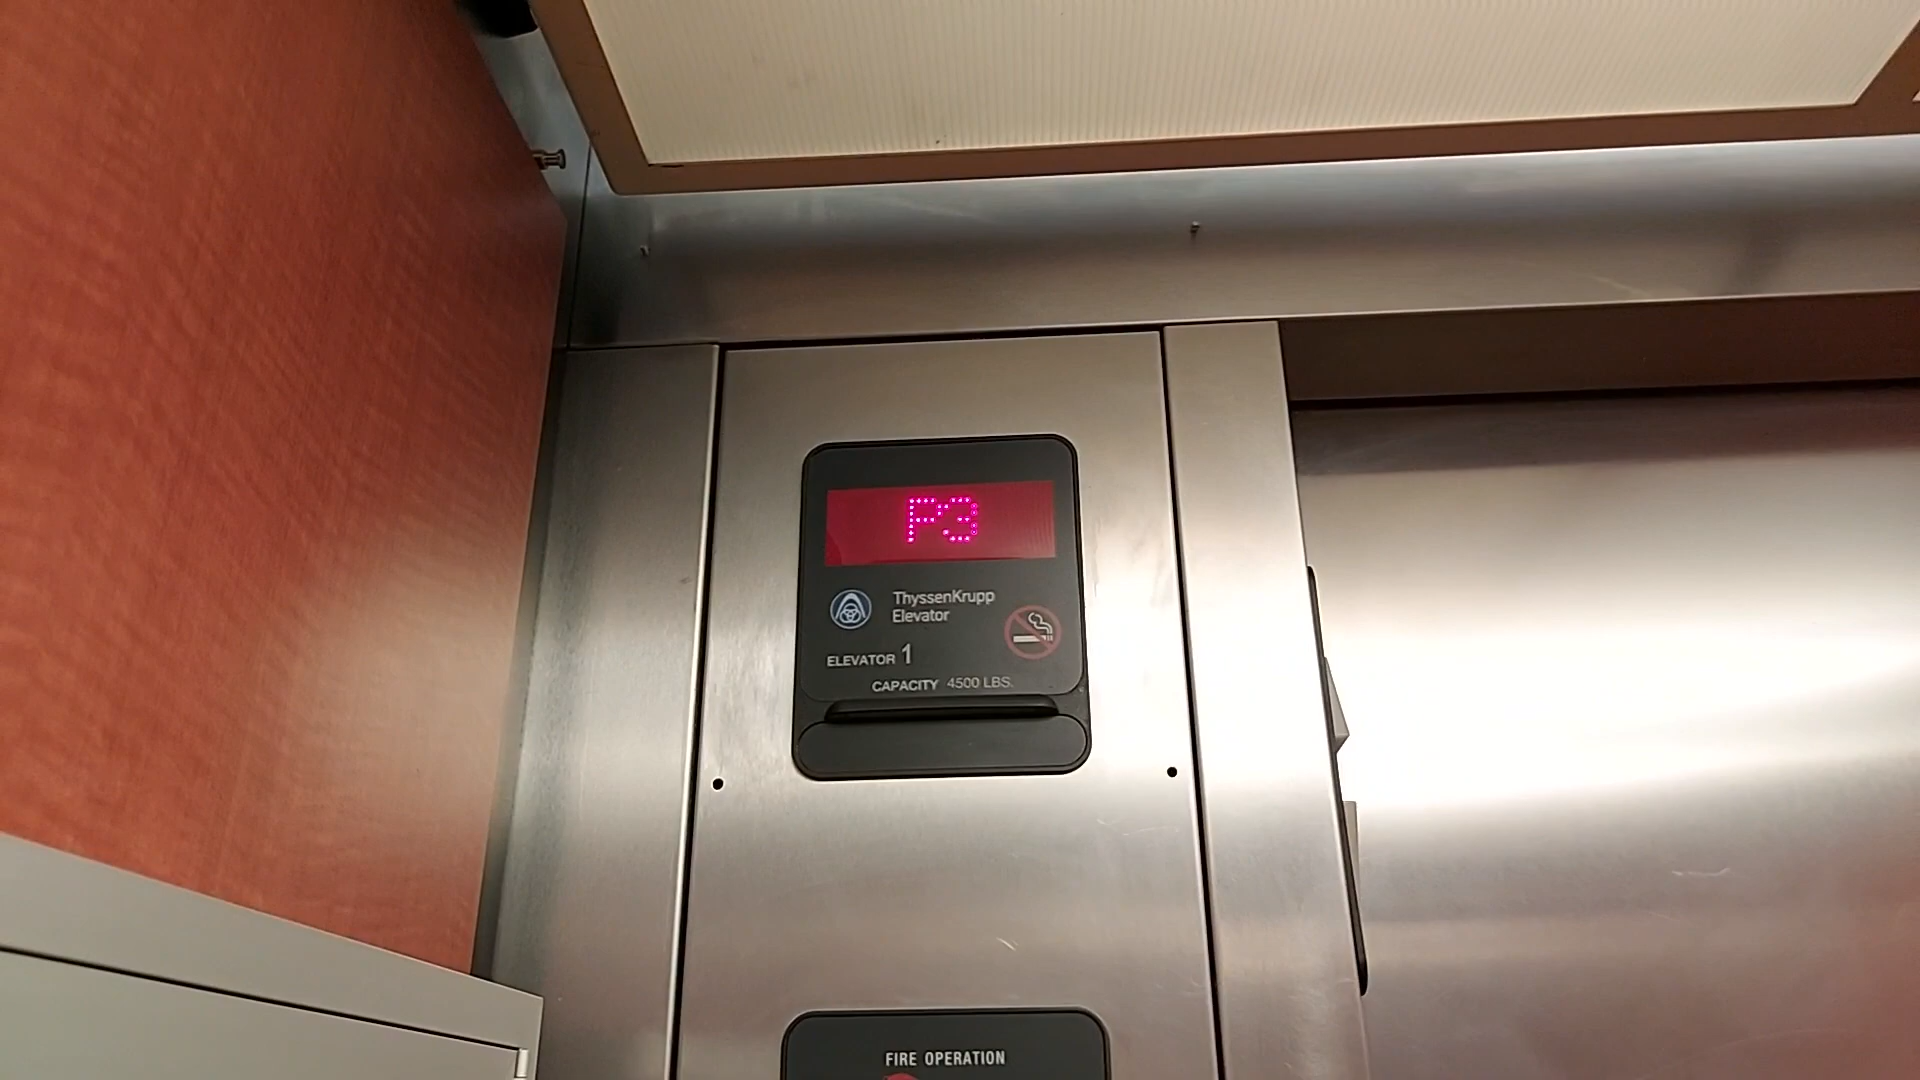 P3
ThyssenKrupp
Elevator
ELEVATOR 1
CAPACITY 4500 LBS.
FIRE OPERATION